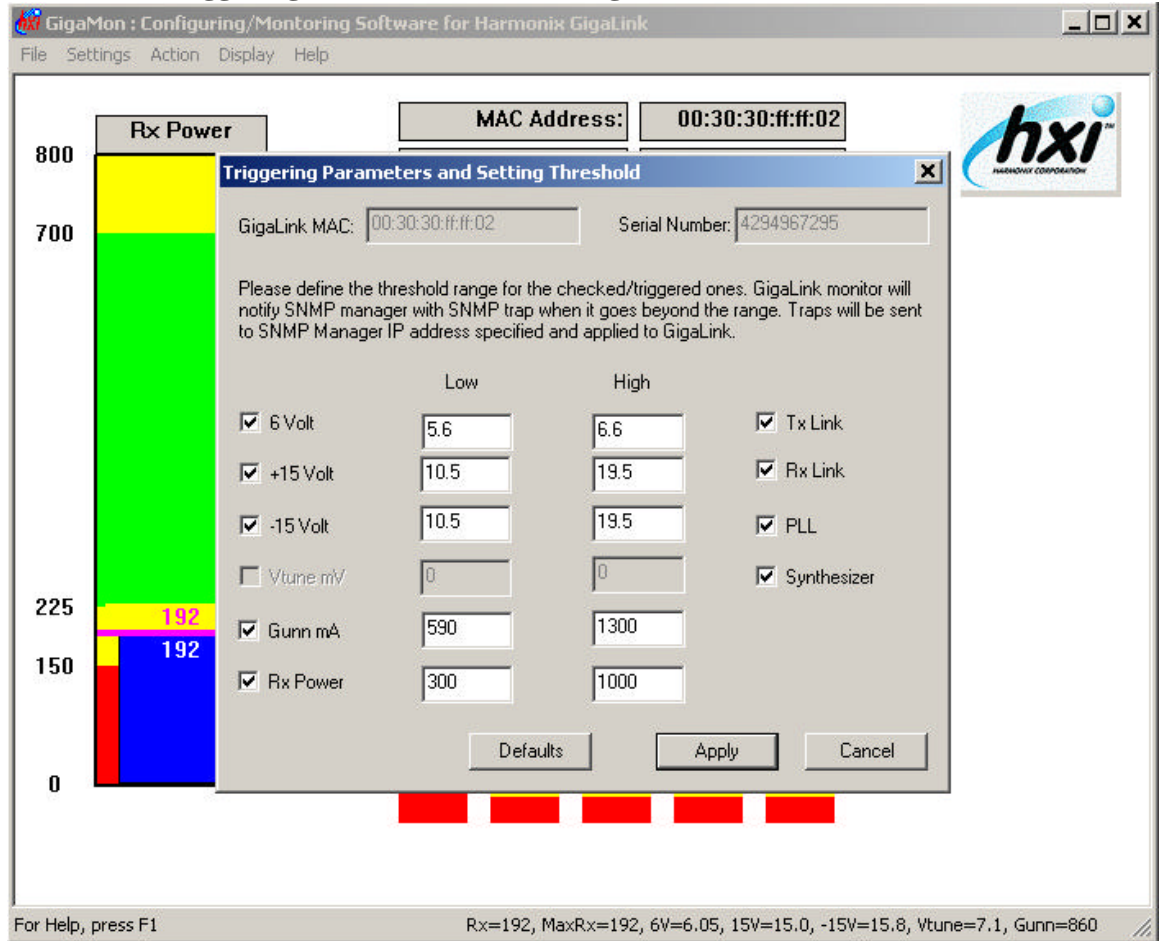 GigaMon : Configuring/Montoring Software for Harmonix GigaLink
File Settings Action Display Help
Rx Power
MAC Address: 00:30:30:ff:ff:02
hxi
TM
HARMONIX CORPORATION
800
700
225
150
0
192
192
Triggering Parameters and Setting Threshold
GigaLink MAC: 00:30:30:ff:ff:02 Serial Number: 4294967295
Please define the threshold range for the checked/triggered ones. GigaLink monitor will
notify SNMP manager with SNMP trap when it goes beyond the range. Traps will be sent
to SNMP Manager IP address specified and applied to GigaLink.
Low High
6 Volt 5.6 6.6 Tx Link
+15 Volt 10.5 19.5 Rx Link
-15 Volt 10.5 19.5 PLL
Vtune mV 0 0 Synthesizer
Gunn mA 590 1300
Rx Power 300 1000
Defaults Apply Cancel
For Help, press F1 Rx=192, MaxRx=192, 6V=6.05, 15V=15.0, -15V=15.8, Vtune=7.1, Gunn=860